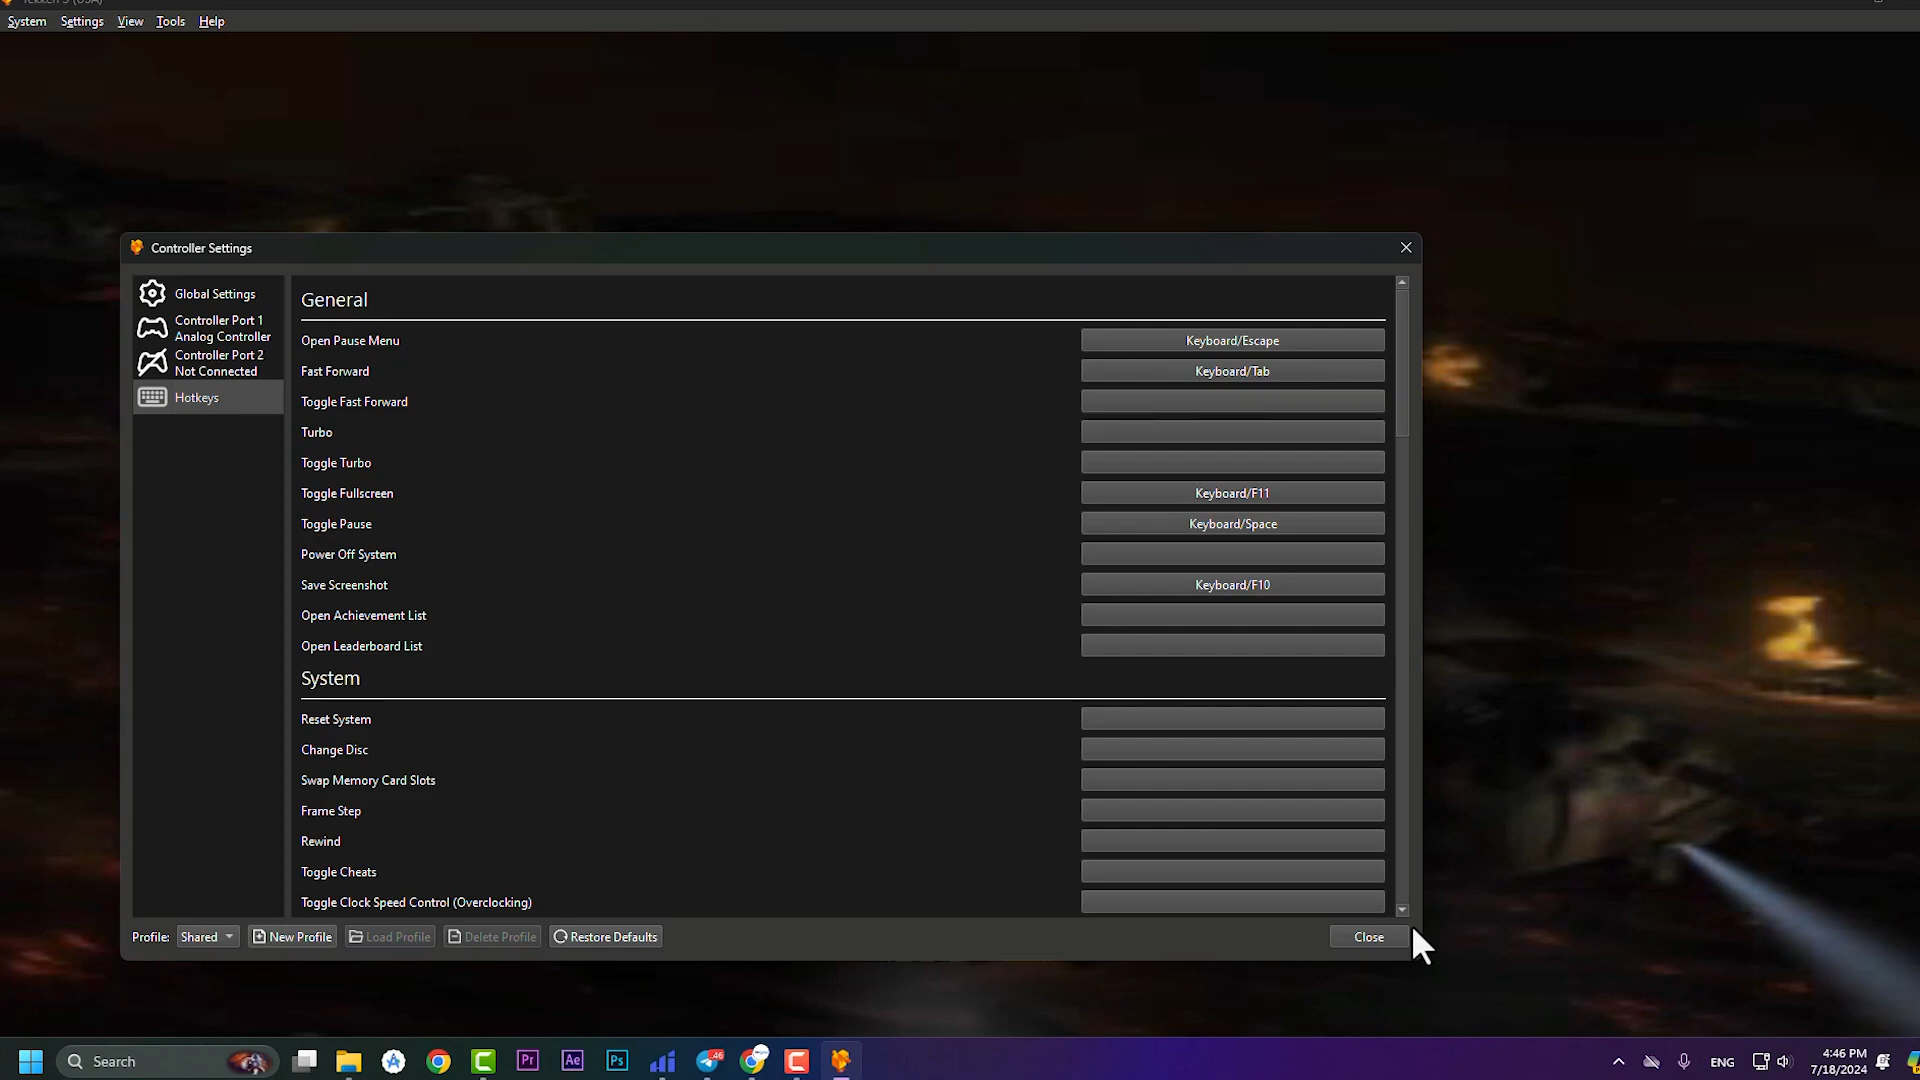 System Settings View Tools Help
Controller Settings
Global Settings
Controller Port 1
Analog Controller
Controller Port 2
Not Connected
Hotkeys
General
Open Pause Menu Keyboard/Escape
Fast Forward Keyboard/Tab
Toggle Fast Forward
Turbo
Toggle Turbo
Toggle Fullscreen Keyboard/F11
Toggle Pause Keyboard/Space
Power Off System
Save Screenshot Keyboard/F10
Open Achievement List
Open Leaderboard List
System
Reset System
Change Disc
Swap Memory Card Slots
Frame Step
Rewind
Toggle Cheats
Toggle Clock Speed Control (Overclocking)
Profile: Shared New Profile Load Profile Delete Profile Restore Defaults Close
Search Pr Ae Ps 46 ENG 4:46 PM
7/18/2024